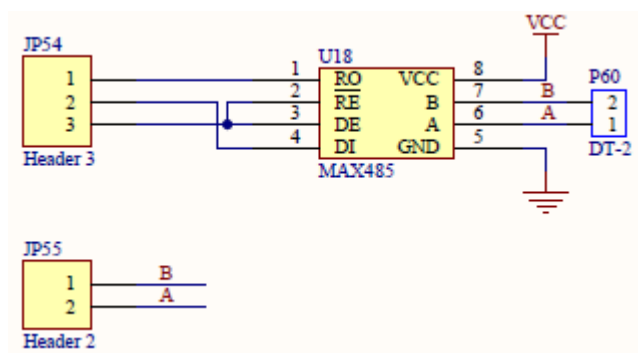 VCC
JP54
U18
P60
1
2
3
Header 3
1
2
3
4
RO
RE
DE
DI
VCC
B
A
GND
8
7
6
5
MAX485
B
A
2
1
DT-2
JP55
1
2
B
A
Header 2